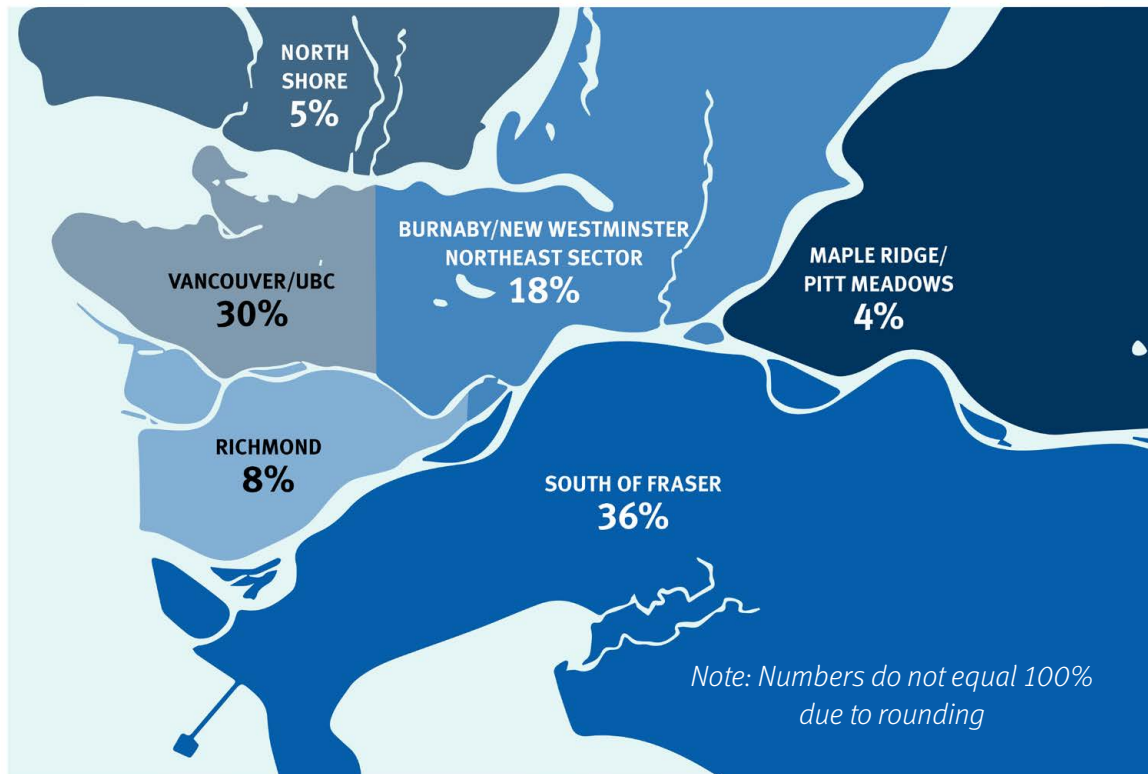 NORTH
SHORE
5%
BURNABY/NEW WESTMINSTER
NORTHEAST SECTOR
18%
MAPLE RIDGE/
PITT MEADOWS
4%
VANCOUVER/UBC
30%
RICHMOND
8%
SOUTH OF FRASER
36%
Note: Numbers do not equal 100%
due to rounding